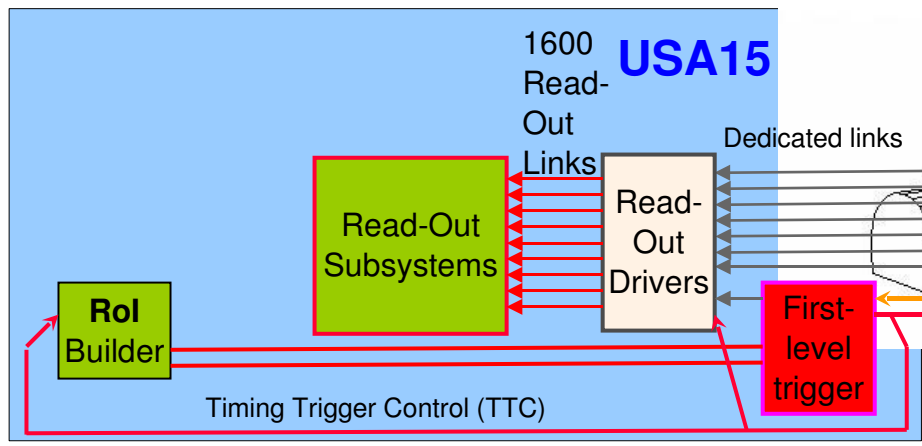 1600
Read-
Out
Links
USA15
Dedicated links
Read-Out
Subsystems
Read-
Out
Drivers
RoI
Builder
First-
level
trigger
Timing Trigger Control (TTC)